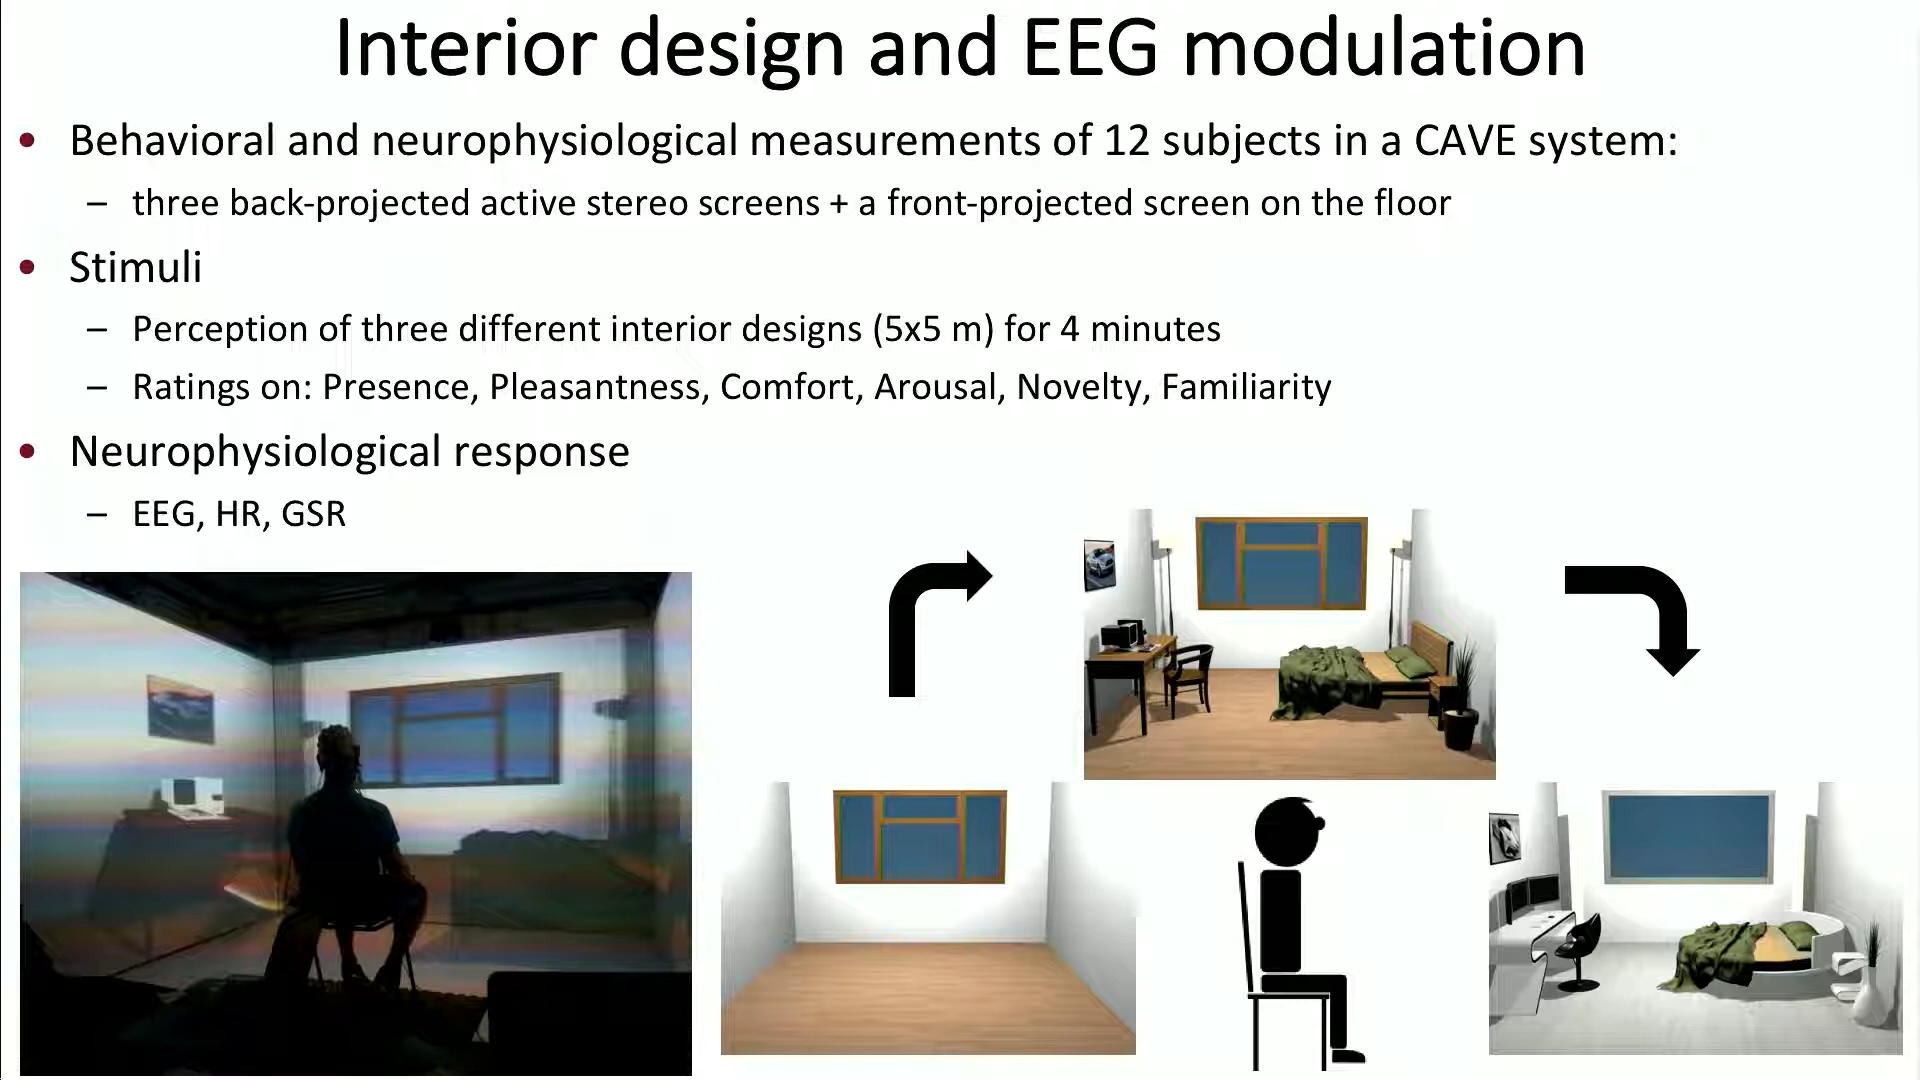 Interior design and EEG modulation
• Behavioral and neurophysiological measurements of 12 subjects in a CAVE system:
– three back-projected active stereo screens + a front-projected screen on the floor
• Stimuli
– Perception of three different interior designs (5x5 m) for 4 minutes
– Ratings on: Presence, Pleasantness, Comfort, Arousal, Novelty, Familiarity
• Neurophysiological response
– EEG, HR, GSR